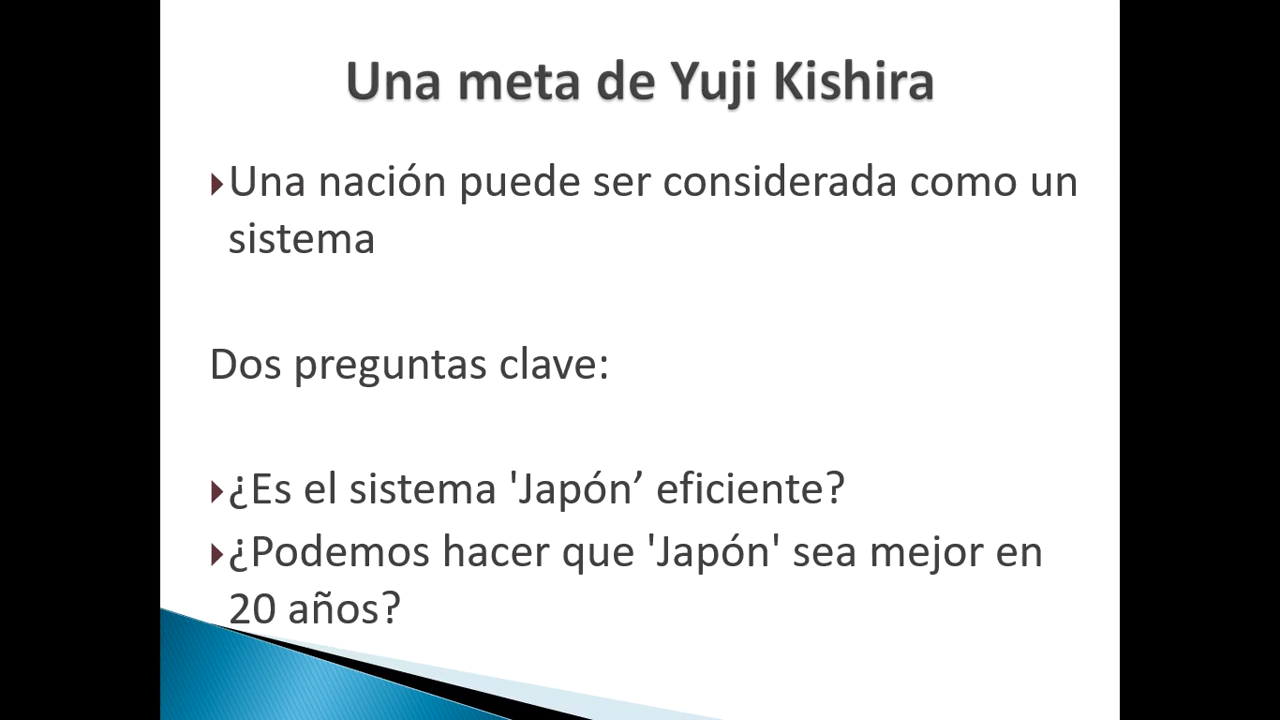 Una meta de Yuji Kishira
Una nación puede ser considerada como un
sistema
Dos preguntas clave:
¿Es el sistema 'Japón’ eficiente?
¿Podemos hacer que 'Japón' sea mejor en
20 años?